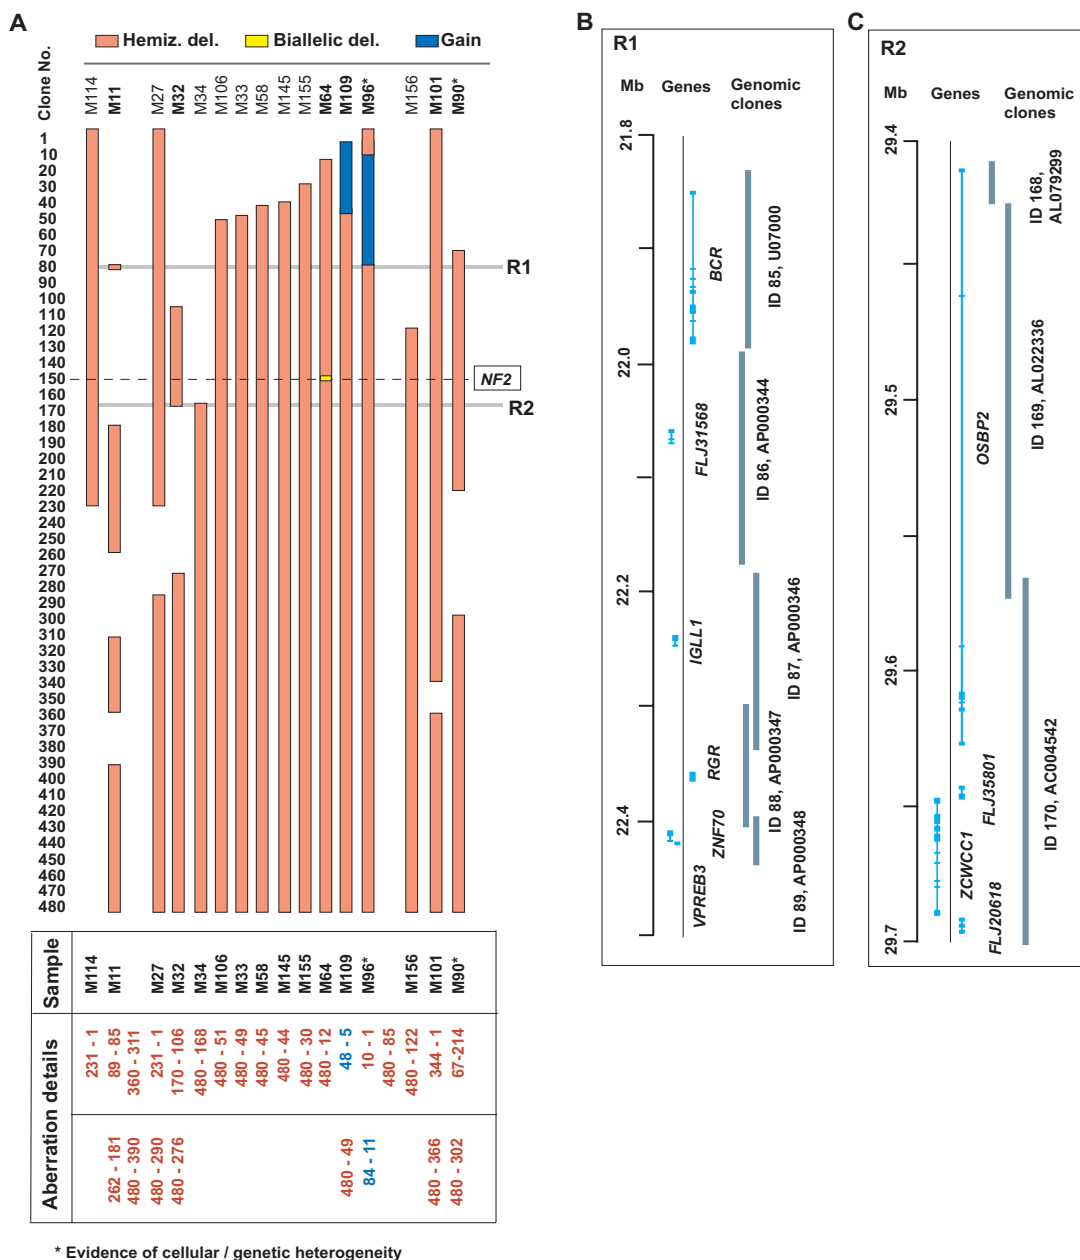 A
Hemiz. del.
Biallelic del.
Gain
Clone No.
M114
M11
M27
M32
M34
M106
M33
M58
M145
M155
M64
M109
M96*
M156
M101
M90*
1
10
20
30
40
50
60
70
80
90
100
110
120
130
140
150
160
170
180
190
200
210
220
230
240
250
260
270
280
290
300
310
320
330
340
350
360
370
380
390
400
410
420
430
440
450
460
470
480
R1
NF2
R2
Sample
M114
M11
M27
M32
M34
M106
M33
M58
M145
M155
M64
M109
M96*
M156
M101
M90*
Aberration details
231 - 1
89 - 85
360 - 311
231 - 1
170 - 106
480 - 168
480 - 51
480 - 49
480 - 45
480 - 44
480 - 30
480 - 12
48 - 5
10 - 1
480 - 85
480 - 122
344 - 1
67-214
262 - 181
480 - 390
480 - 290
480 - 276
480 - 49
84 - 11
480 - 366
480 - 302
* Evidence of cellular / genetic heterogeneity
B
R1
Mb
Genes
Genomic
clones
21.8
22.0
22.2
22.4
BCR
FLJ31568
IGLL1
RGR
ZNF70
VPREB3
ID 85, U07000
ID 86, AP000344
ID 87, AP000346
ID 88, AP000347
ID 89, AP000348
C
R2
Mb
Genes
Genomic
clones
29.4
29.5
29.6
29.7
OSBP2
FLJ35801
ZCWCC1
FLJ20618
ID 168,
AL079299
ID 169, AL022336
ID 170, AC004542